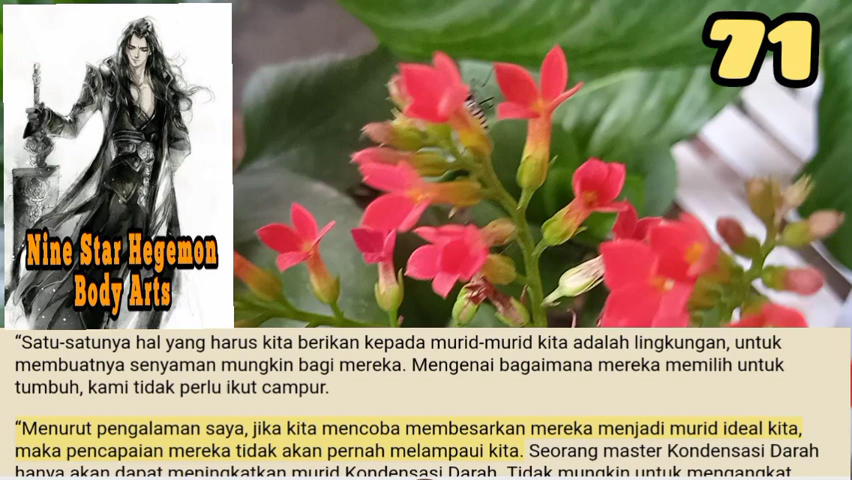 71
Nine Star Hegemon
Body Arts
“Satu-satunya hal yang harus kita berikan kepada murid-murid kita adalah lingkungan, untuk
membuatnya senyaman mungkin bagi mereka. Mengenai bagaimana mereka memilih untuk
tumbuh, kami tidak perlu ikut campur.
“Menurut pengalaman saya, jika kita mencoba membesarkan mereka menjadi murid ideal kita,
maka pencapaian mereka tidak akan pernah melampaui kita. Seorang master Kondensasi Darah
hanya akan dapat meningkatkan murid Kondensasi Darah. Tidak mungkin untuk mengangkat